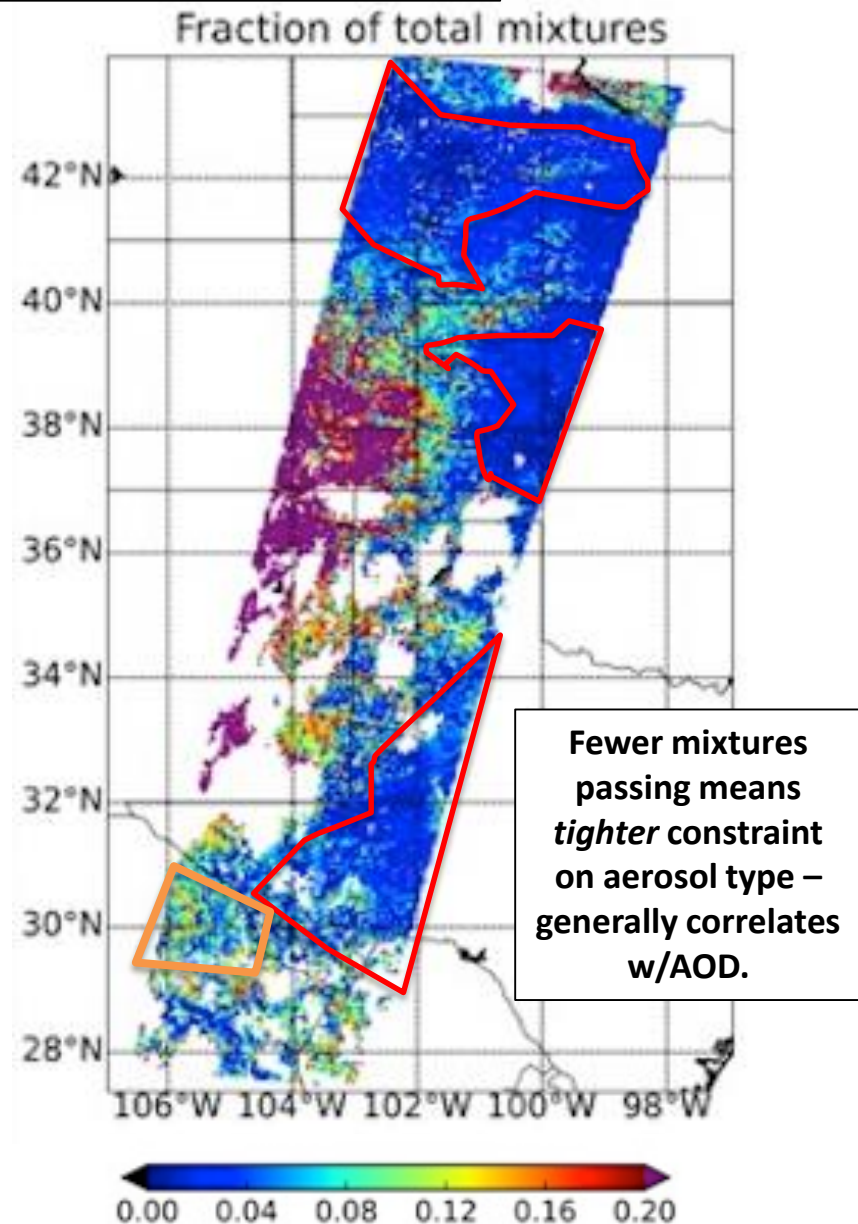 Fraction of total mixtures
42°N
40°N
38°N
36°N
34°N
32°N
30°N
28°N
106°W 104°W 102°W 100°W 98°W
Fewer mixtures
passing means
tighter constraint
on aerosol type –
generally correlates
w/AOD.
0.00 0.04 0.08 0.12 0.16 0.20